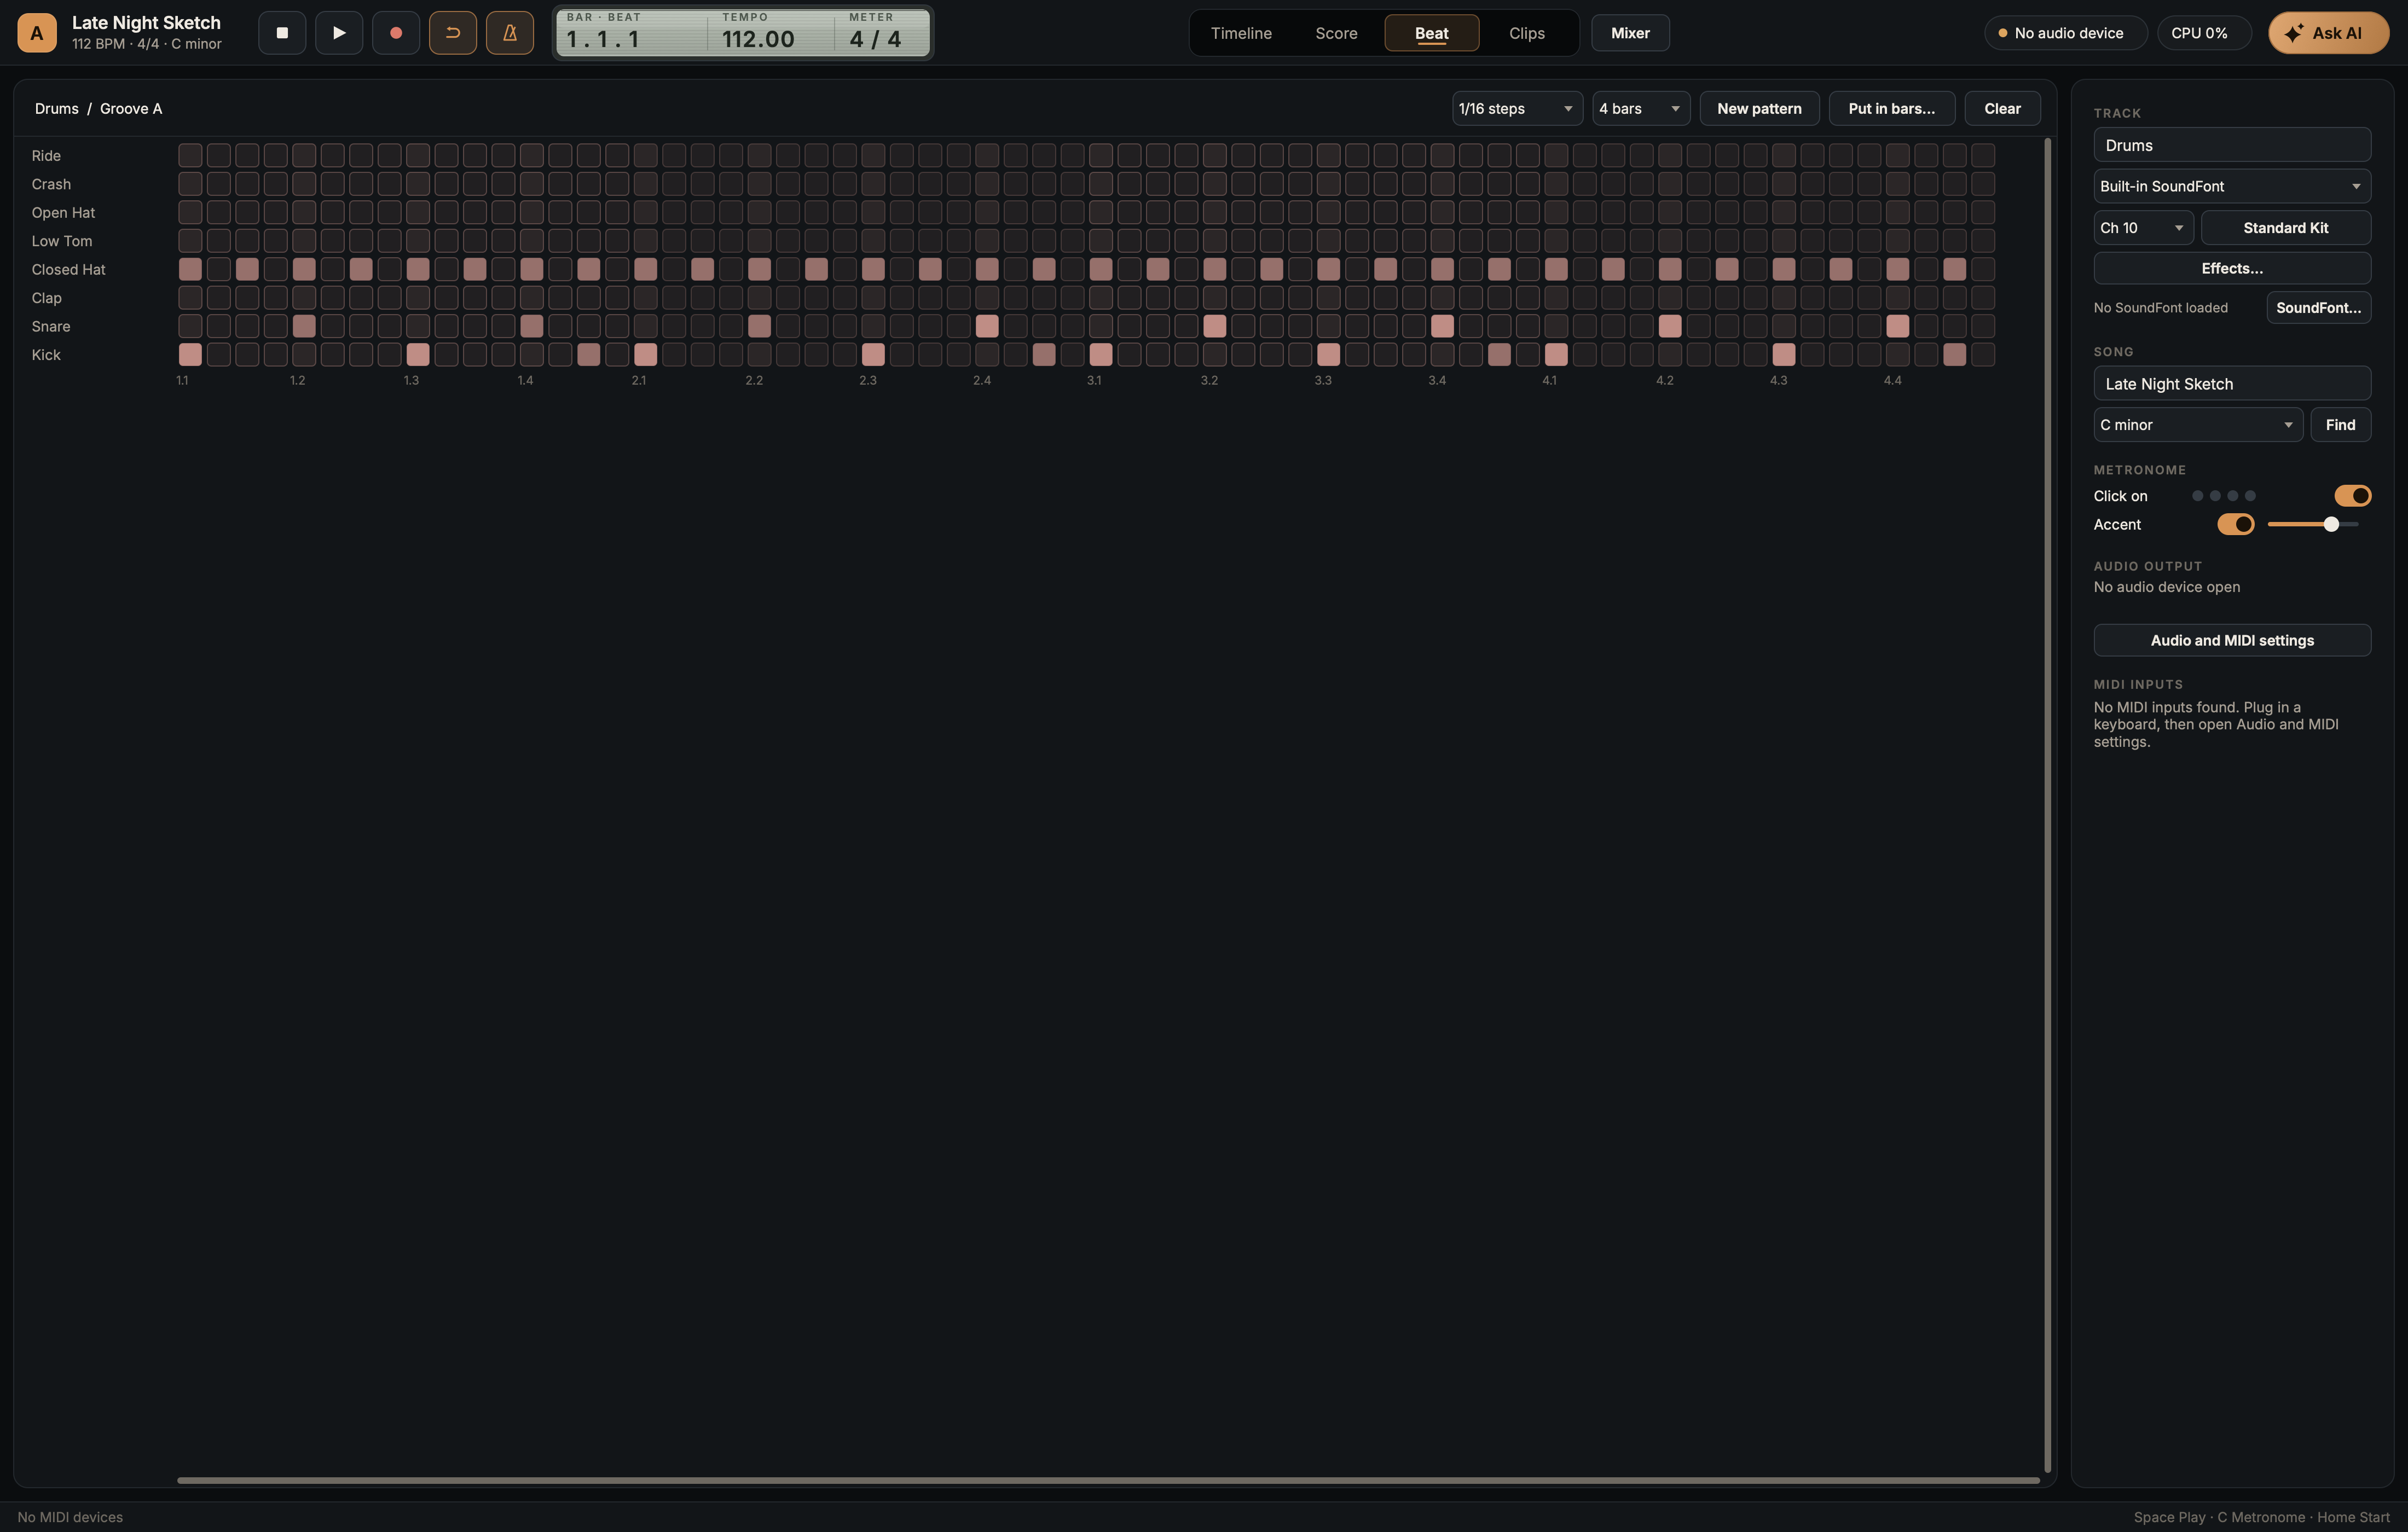 A
Late Night Sketch
112 BPM · 4/4 · C minor
BAR · BEAT
TEMPO
METER
1 . 1 . 1
112.00
4 / 4
Timeline
Score
Beat
Clips
Mixer
No audio device
CPU 0%
Ask AI
Drums / Groove A
1/16 steps
4 bars
New pattern
Put in bars...
Clear
Ride
Crash
Open Hat
Low Tom
Closed Hat
Clap
Snare
Kick
1.1 1.2 1.3 1.4 2.1 2.2 2.3 2.4 3.1 3.2 3.3 3.4 4.1 4.2 4.3 4.4
TRACK
Drums
Built-in SoundFont
Ch 10
Standard Kit
Effects...
No SoundFont loaded
SoundFont...
SONG
Late Night Sketch
C minor
Find
METRONOME
Click on
Accent
AUDIO OUTPUT
No audio device open
Audio and MIDI settings
MIDI INPUTS
No MIDI inputs found. Plug in a
keyboard, then open Audio and MIDI
settings.
No MIDI devices
Space Play · C Metronome · Home Start